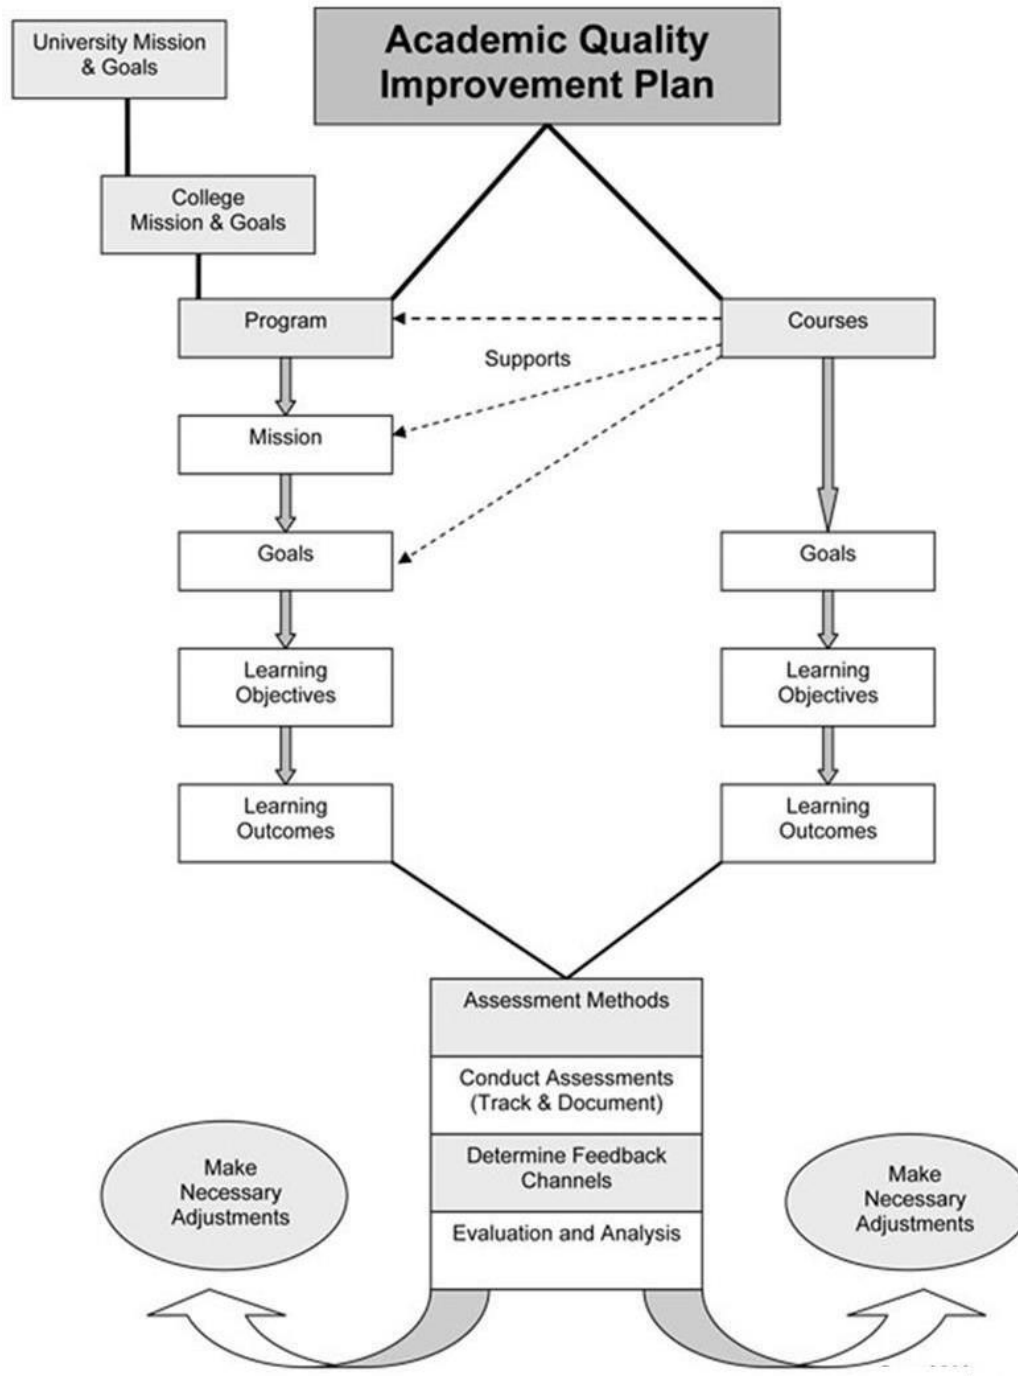 University Mission
& Goals
Academic Quality
Improvement Plan
College
Mission & Goals
Program
Courses
Supports
Mission
Goals
Goals
Learning
Objectives
Learning
Objectives
Learning
Outcomes
Learning
Outcomes
Assessment Methods
Conduct Assessments
(Track & Document)
Determine Feedback
Channels
Evaluation and Analysis
Make
Necessary
Adjustments
Make
Necessary
Adjustments